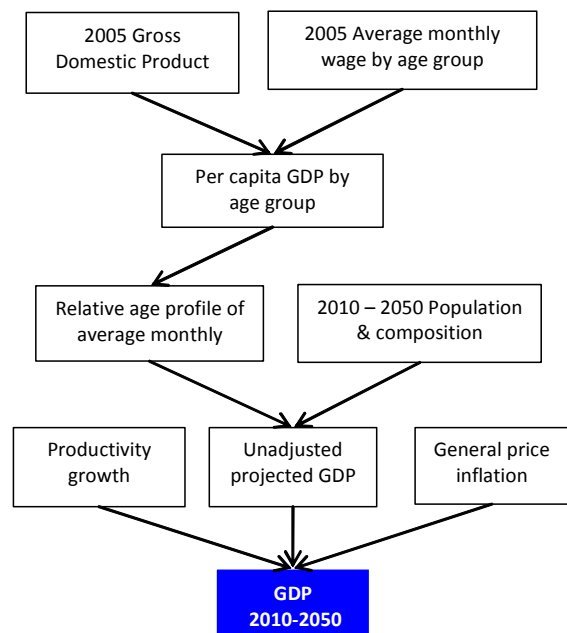 2005 Gross
Domestic Product
2005 Average monthly
wage by age group
Per capita GDP by
age group
Relative age profile of
average monthly
2010 – 2050 Population
& composition
Productivity
growth
Unadjusted
projected GDP
General price
inflation
GDP
2010-2050